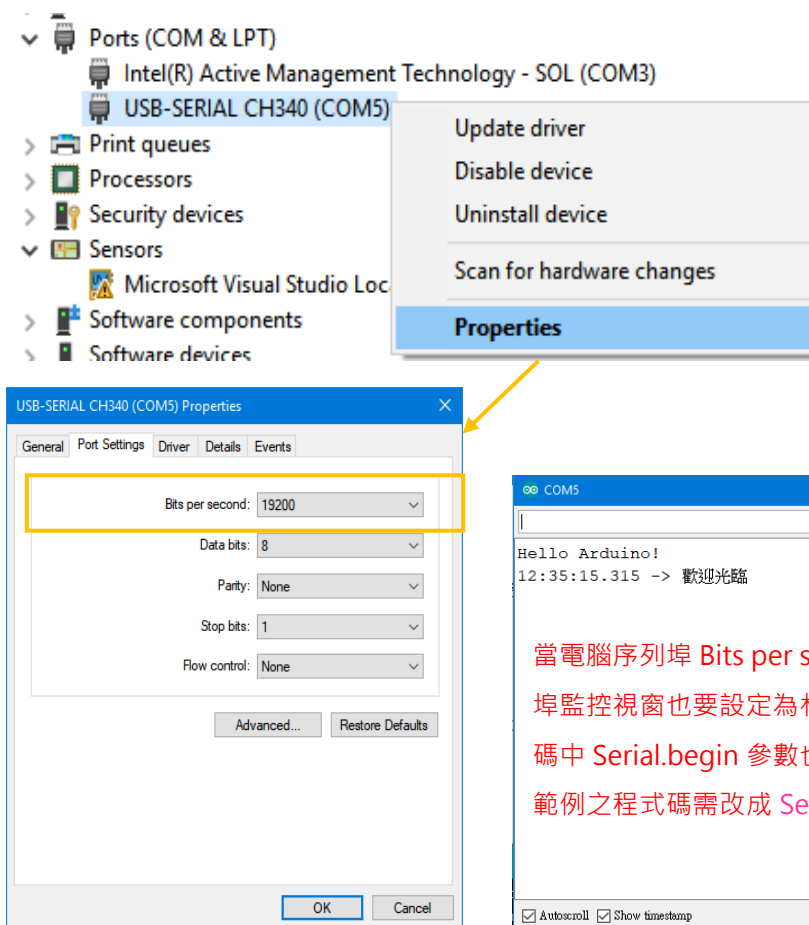 Ports (COM & LPT)
Intel(R) Active Management Technology - SOL (COM3)
USB-SERIAL CH340 (COM5)
Print queues
Processors
Security devices
Sensors
Microsoft Visual Studio Loc
Software components
Software devices
Update driver
Disable device
Uninstall device
Scan for hardware changes
Properties
USB-SERIAL CH340 (COM5) Properties
General Port Settings Driver Details Events
Bits per second: 19200
Data bits: 8
Parity: None
Stop bits: 1
Flow control: None
Advanced... Restore Defaults
OK Cancel
COM5
Hello Arduino!
12:35:15.315 -> 歡迎光臨
當電腦序列埠 Bits per s
埠監控視窗也要設定為
碼中 Serial.begin 參數
範例之程式碼需改成 Se
Autoscroll Show timestamp